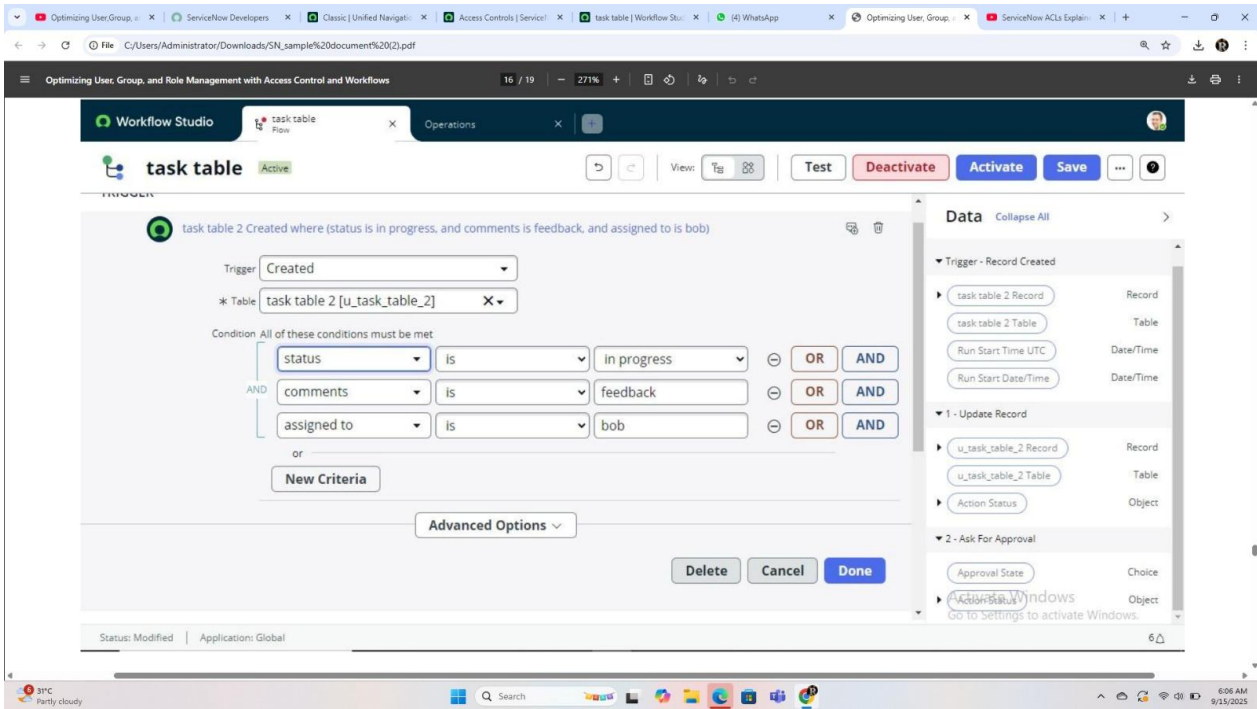 Optimizing User,Group, a
ServiceNow Developers
Classic | Unified Navigatio
Access Controls | Service
task table | Workflow Stu
(4) WhatsApp
Optimizing User, Group, a
ServiceNow ACLs Explain
File C:/Users/Administrator/Downloads/SN_sample%20document%20(2).pdf
Optimizing User, Group, and Role Management with Access Control and Workflows
16 / 19 271%
Workflow Studio
task table
Flow
Operations
task table Active
View:
Test Deactivate Activate Save
TRIGGER
task table 2 Created where (status is in progress, and comments is feedback, and assigned to is bob)
Trigger Created
* Table task table 2 [u_task_table_2]
Condition All of these conditions must be met
status is in progress OR AND
AND comments is feedback OR AND
assigned to is bob OR AND
or
New Criteria
Advanced Options
Delete Cancel Done
Data Collapse All
Trigger - Record Created
task table 2 Record Record
task table 2 Table Table
Run Start Time UTC Date/Time
Run Start Date/Time Date/Time
1 - Update Record
u_task_table_2 Record Record
u_task_table_2 Table Table
Action Status Object
2 - Ask For Approval
Approval State Choice
Action Status Object
Activate Windows
Go to Settings to activate Windows.
Status: Modified | Application: Global
6
31°C
Partly cloudy
Search
6:06 AM
9/15/2025